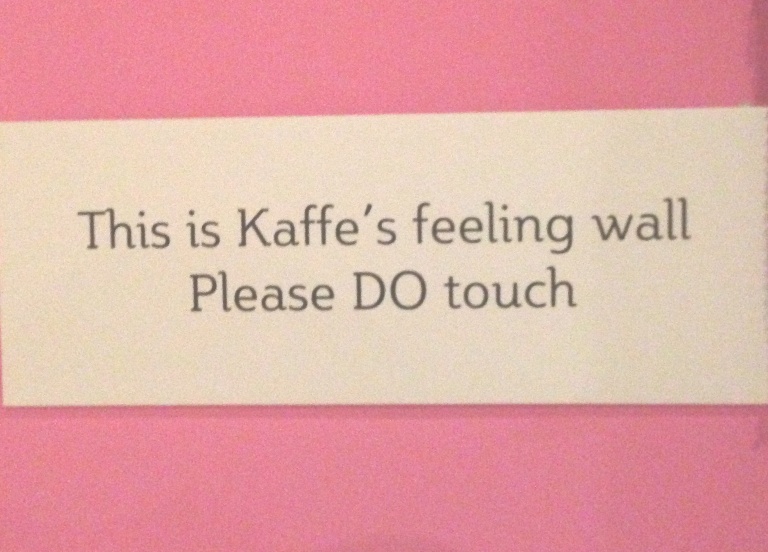 This is Kaffe's feeling wall
Please DO touch